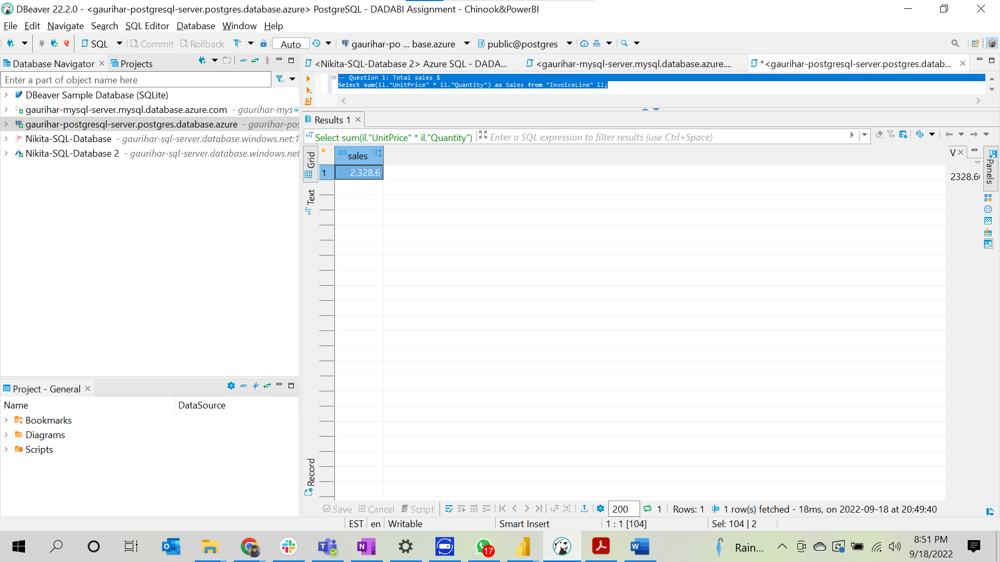 DBeaver 22.2.0 - <gaurihar-postgresql-server.postgres.database.azure> PostgreSQL - DADABI Assignment - Chinook&PowerBI
File Edit Navigate Search SQL Editor Database Window Help
SQL Commit Rollback Auto gaurihar-po ... base.azure public@postgres
Database Navigator Projects
Enter a part of object name here
DBeaver Sample Database (SQLite)
gaurihar-mysql-server.mysql.database.azure.com - gaurihar-mys
gaurihar-postgresql-server.postgres.database.azure - gaurihar-pos
Nikita-SQL-Database - gaurihar-sql-server.database.windows.net:1
Nikita-SQL-Database 2 - gaurihar-sql-server.database.windows.net
<Nikita-SQL-Database 2> Azure SQL - DADA... <gaurihar-mysql-server.mysql.database.azure.... *<gaurihar-postgresql-server.postgres.datab...
-- Question 1: Total sales $
Select sum(il."UnitPrice" * il."Quantity") as Sales from "InvoiceLine" il;
Results 1
Select sum(il."UnitPrice" * il."Quantity") Enter a SQL expression to filter results (use Ctrl+Space)
Grid
Text
Record
123 sales
1 2,328.6
V
2328.6
Panels
Project - General
Name DataSource
Bookmarks
Diagrams
Scripts
Save Cancel Script 200 1 Rows: 1 1 row(s) fetched - 18ms, on 2022-09-18 at 20:49:40
EST en Writable Smart Insert 1 : 1 [104] Sel: 104 | 2
17
Rain...
8:51 PM
9/18/2022